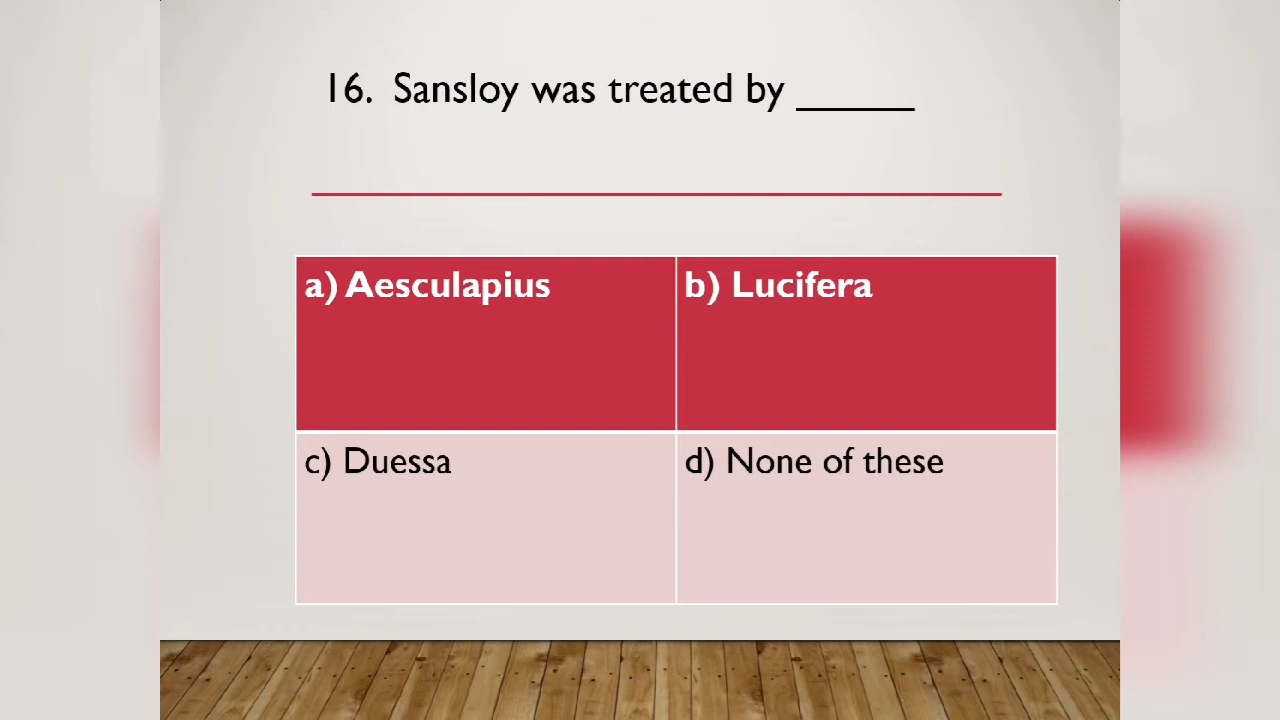 16. Sansloy was treated by ______
a) Aesculapius
b) Lucifera
c) Duessa
d) None of these